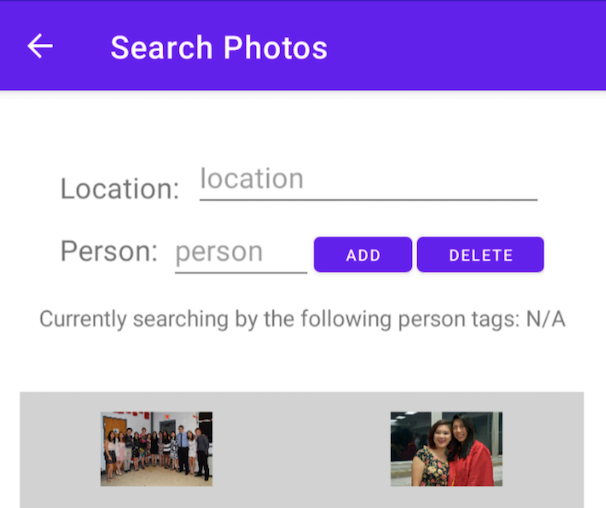 Search Photos
Location: location
Person: person ADD DELETE
Currently searching by the following person tags: N/A